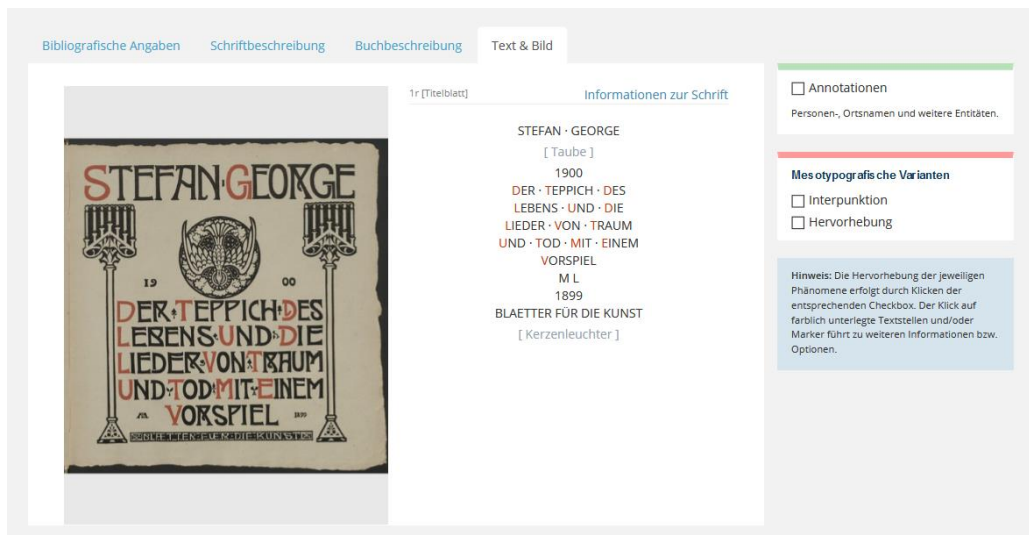 Bibliografische Angaben
Schriftbeschreibung
Buchbeschreibung
Text & Bild
STEFAN·GEORGE
19 00
DER·TEPPICH·DES
LEBENS·UND·DIE
LIEDER·VON·TRAUM
UND·TOD·MIT·EINEM
VORSPIEL
1r [Titelblatt]
Informationen zur Schrift
STEFAN · GEORGE
[ Taube ]
1900
DER · TEPPICH · DES
LEBENS · UND · DIE
LIEDER · VON · TRAUM
UND · TOD · MIT · EINEM
VORSPIEL
M L
1899
BLAETTER FÜR DIE KUNST
[ Kerzenleuchter ]
Annotationen
Personen-, Ortsnamen und weitere Entitäten.
Mesotypografische Varianten
Interpunktion
Hervorhebung
Hinweis: Die Hervorhebung der jeweiligen
Phänomene erfolgt durch Klicken der
entsprechenden Checkbox. Der Klick auf
farblich unterlegte Textstellen und/oder
Marker führt zu weiteren Informationen bzw.
Optionen.